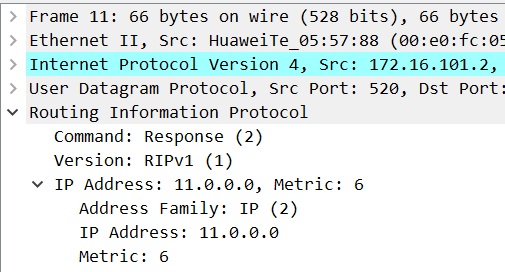 Frame 11: 66 bytes on wire (528 bits), 66 bytes
Ethernet II, Src: HuaweiTe_05:57:88 (00:e0:fc:05
Internet Protocol Version 4, Src: 172.16.101.2,
User Datagram Protocol, Src Port: 520, Dst Port:
Routing Information Protocol
Command: Response (2)
Version: RIPv1 (1)
IP Address: 11.0.0.0, Metric: 6
Address Family: IP (2)
IP Address: 11.0.0.0
Metric: 6